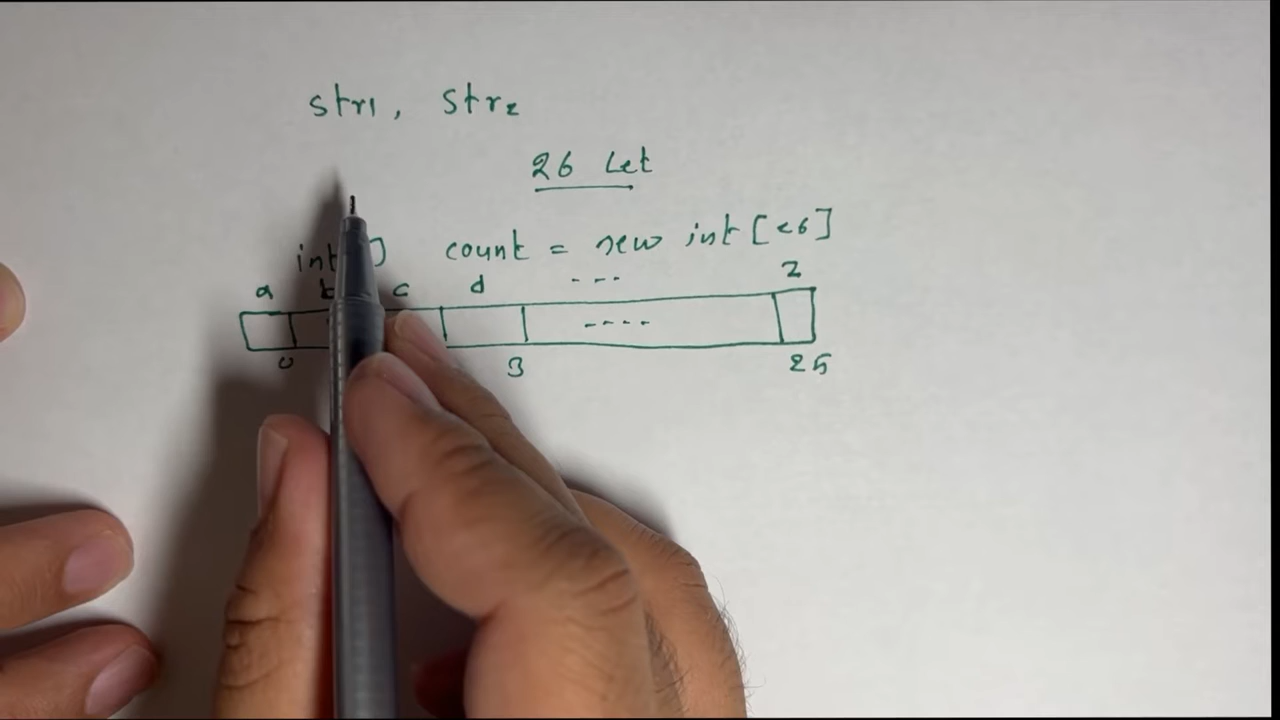 str1, str2
26 Let
int ] count = new int [26]
a b c d ---- z
----
0 3 25